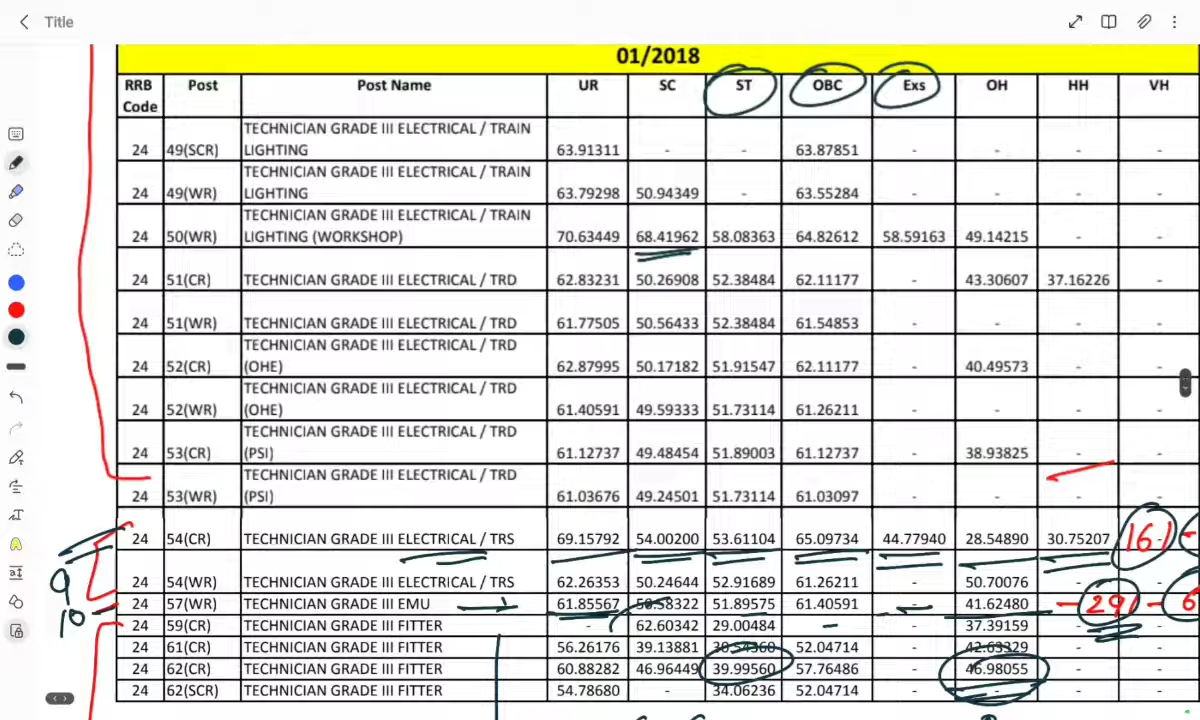 Title
01/2018
RRB Code Post Post Name UR SC ST OBC Exs OH HH VH
TECHNICIAN GRADE III ELECTRICAL / TRAIN
24 49(SCR) LIGHTING 63.91311 - - 63.87851 - - - -
TECHNICIAN GRADE III ELECTRICAL / TRAIN
24 49(WR) LIGHTING 63.79298 50.94349 - 63.55284 - - - -
TECHNICIAN GRADE III ELECTRICAL / TRAIN
24 50(WR) LIGHTING (WORKSHOP) 70.63449 68.41962 58.08363 64.82612 58.59163 49.14215 - -
24 51(CR) TECHNICIAN GRADE III ELECTRICAL / TRD 62.83231 50.26908 52.38484 62.11177 - 43.30607 37.16226 -
24 51(WR) TECHNICIAN GRADE III ELECTRICAL / TRD 61.77505 50.56433 52.38484 61.54853 - - - -
TECHNICIAN GRADE III ELECTRICAL / TRD
24 52(CR) (OHE) 62.87995 50.17182 51.91547 62.11177 - 40.49573 - -
TECHNICIAN GRADE III ELECTRICAL / TRD
24 52(WR) (OHE) 61.40591 49.59333 51.73114 61.26211 - - - -
TECHNICIAN GRADE III ELECTRICAL / TRD
24 53(CR) (PSI) 61.12737 49.48454 51.89003 61.12737 - 38.93825 - -
TECHNICIAN GRADE III ELECTRICAL / TRD
24 53(WR) (PSI) 61.03676 49.24501 51.73114 61.03097 - - - -
24 54(CR) TECHNICIAN GRADE III ELECTRICAL / TRS 69.15792 54.00200 53.61104 65.09734 44.77940 28.54890 30.75207 161 -
9 24 54(WR) TECHNICIAN GRADE III ELECTRICAL / TRS 62.26353 50.24644 52.91689 61.26211 - 50.70076 - -
10 24 57(WR) TECHNICIAN GRADE III EMU 61.85567 51.89575 61.40591 - 41.62480 - 291 - 6
24 59(CR) TECHNICIAN GRADE III FITTER - 62.60342 29.00484 - 37.39159 - -
24 61(CR) TECHNICIAN GRADE III FITTER 56.26176 39.13881 52.04714 - 42.63329 - -
24 62(CR) TECHNICIAN GRADE III FITTER 60.88282 46.96449 39.99560 57.76486 - 46.98055 - -
24 62(SCR) TECHNICIAN GRADE III FITTER 54.78680 - 34.06236 52.04714 - - - -